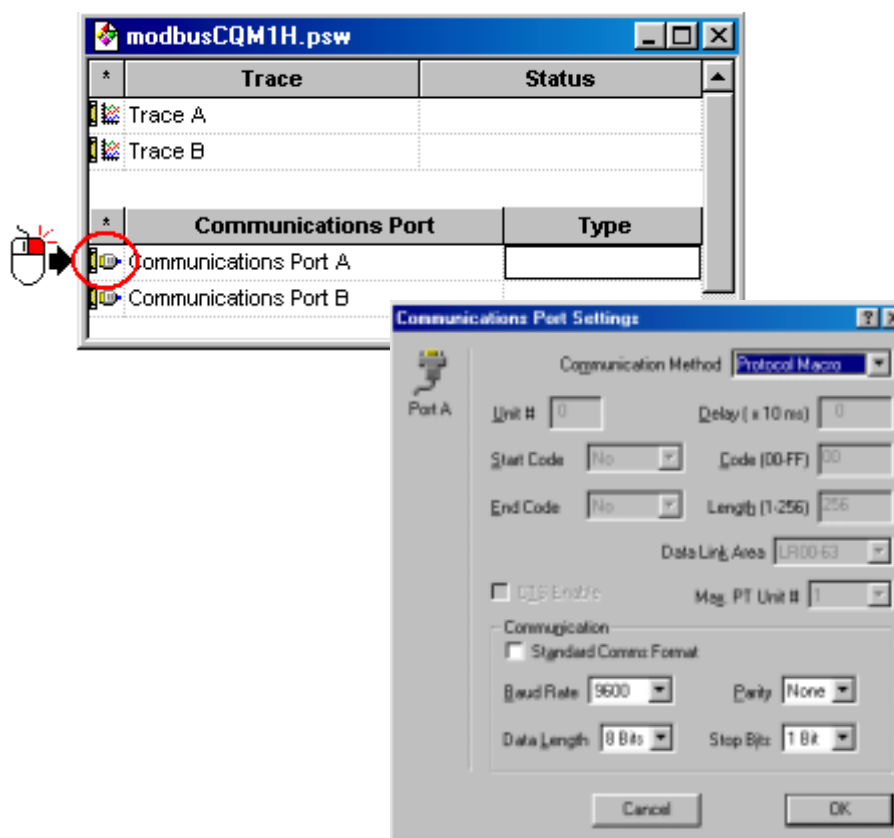 modbusCQM1H.psw
* Trace Status
Trace A
Trace B
* Communications Port Type
Communications Port A
Communications Port B
Communications Port Settings
Port A
Communication Method Protocol Macro
Unit # 0 Delay ( x 10 ms) 0
Start Code No Code (00-FF) 00
End Code No Length (1-256) 256
Data Link Area LR00-63
CTS Enable Max. PT Unit # 1
Communication
Standard Comms Format
Baud Rate 9600 Parity None
Data Length 8 Bits Stop Bits 1 Bit
Cancel OK